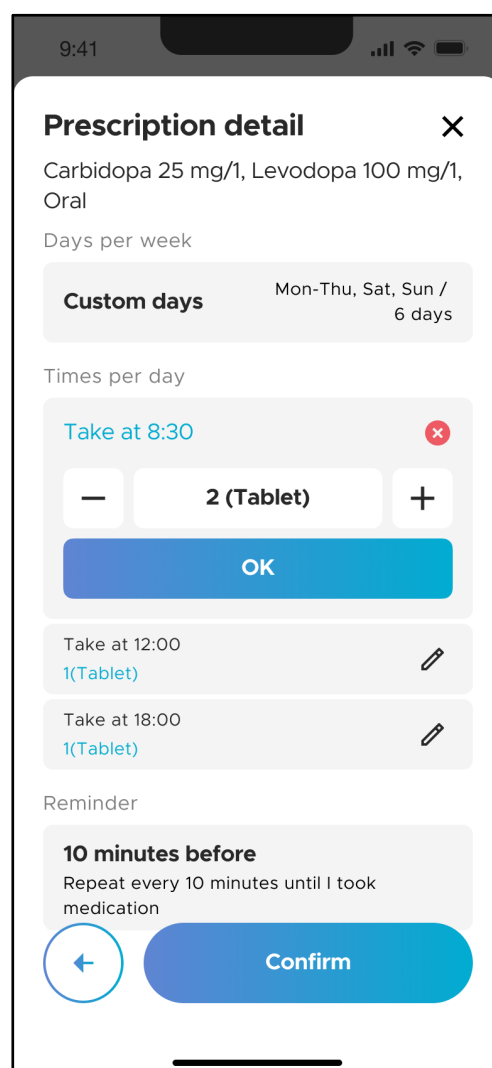 9:41
Prescription detail
Carbidopa 25 mg/1, Levodopa 100 mg/1,
Oral
Days per week
Custom days
Mon-Thu, Sat, Sun /
6 days
Times per day
Take at 8:30
2 (Tablet)
OK
Take at 12:00
1(Tablet)
Take at 18:00
1(Tablet)
Reminder
10 minutes before
Repeat every 10 minutes until I took
medication
Confirm